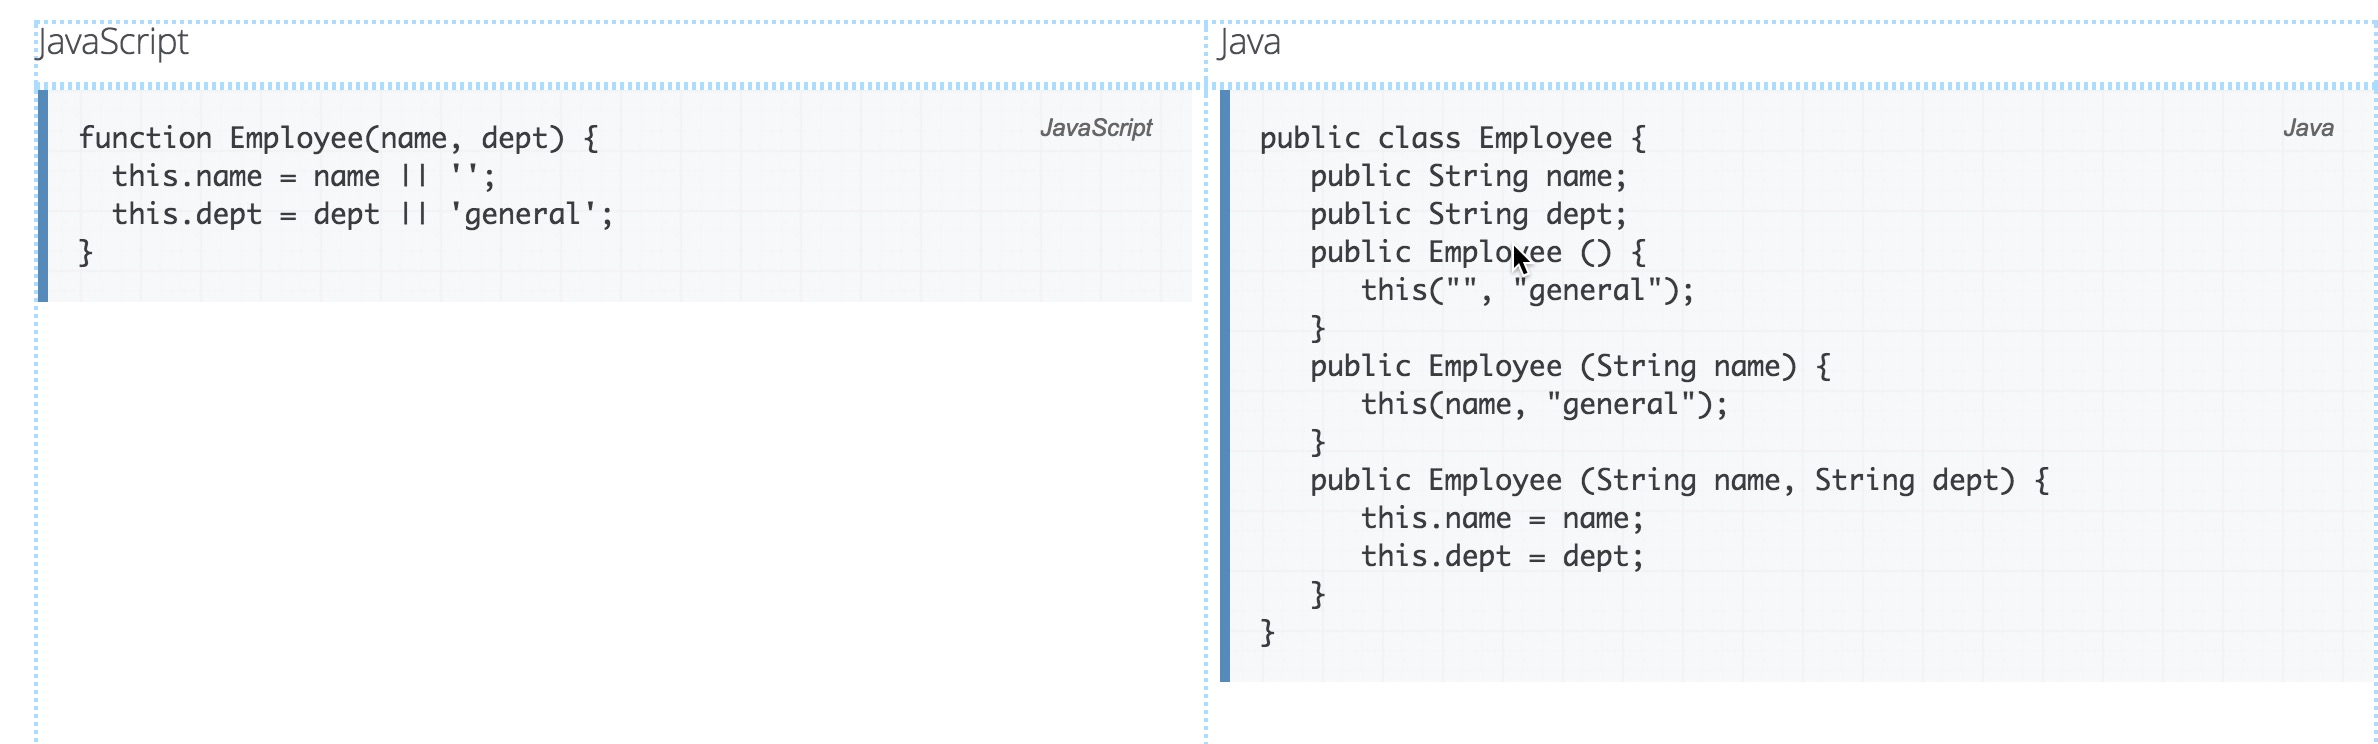 JavaScript
JavaScript
function Employee(name, dept) {
  this.name = name || '';
  this.dept = dept || 'general';
}
Java
Java
public class Employee {
   public String name;
   public String dept;
   public Employee () {
      this("", "general");
   }
   public Employee (String name) {
      this(name, "general");
   }
   public Employee (String name, String dept) {
      this.name = name;
      this.dept = dept;
   }
}